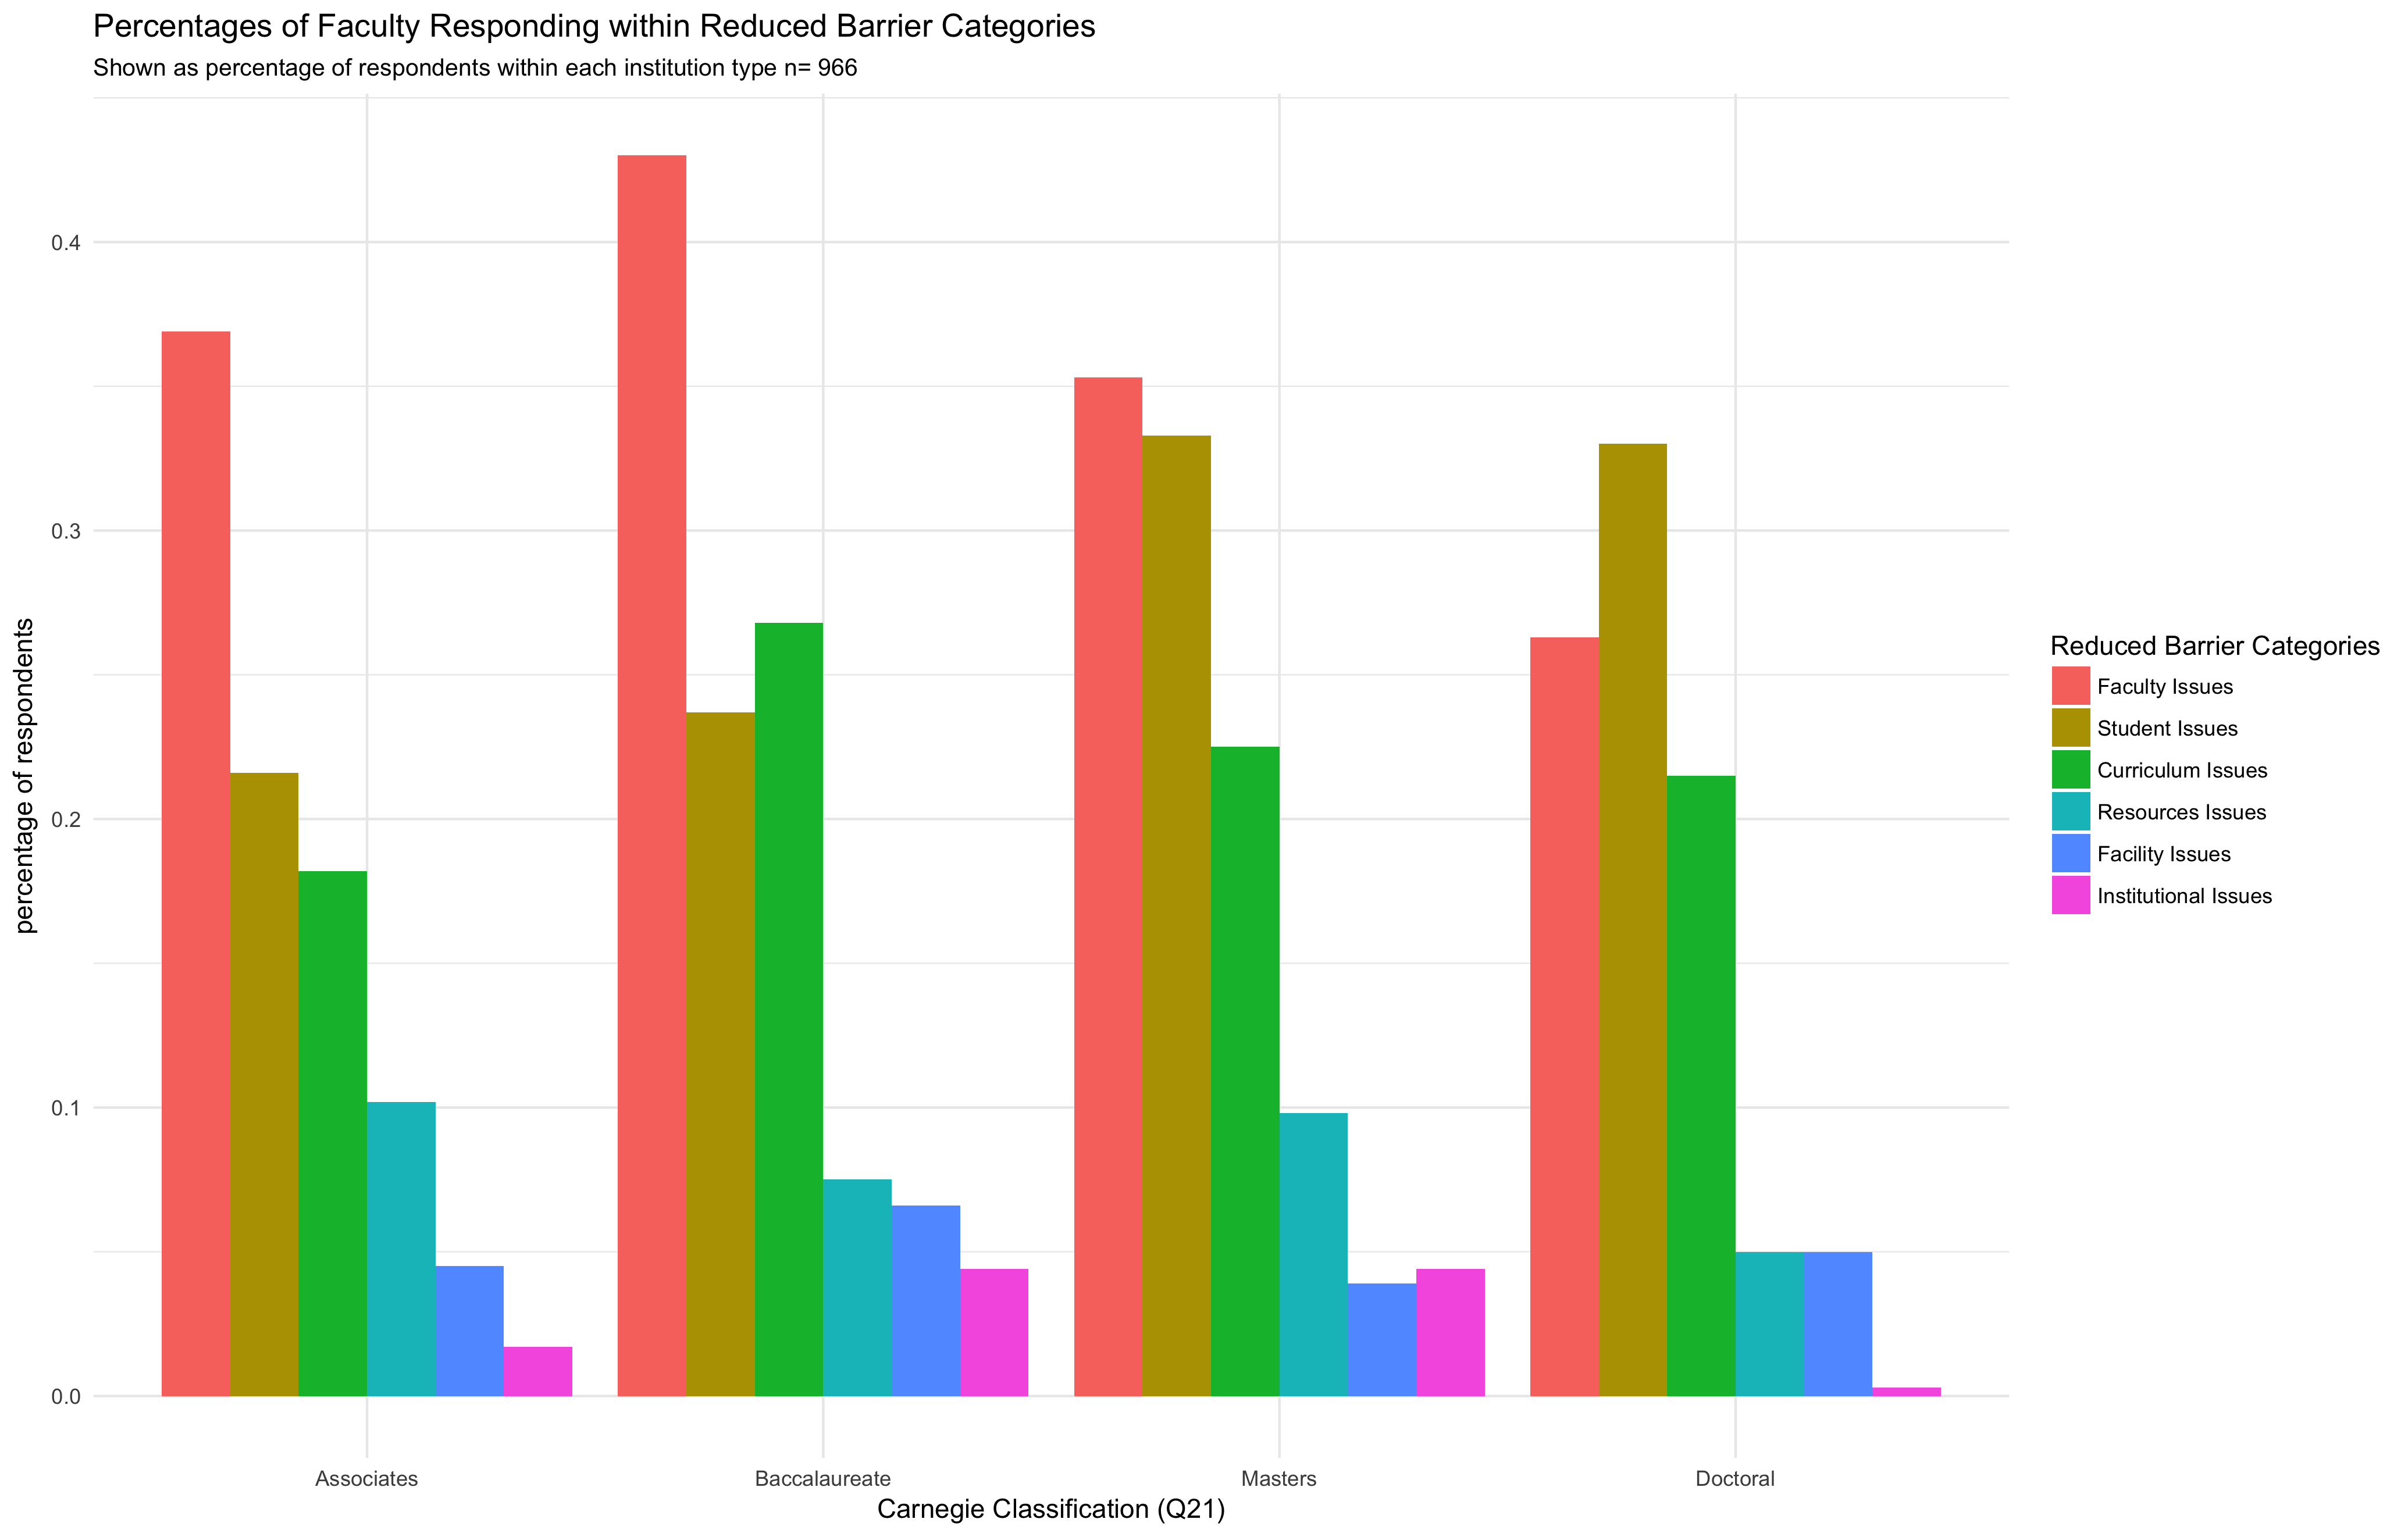 Percentages of Faculty Responding within Reduced Barrier Categories
Shown as percentage of respondents within each institution type n= 966
percentage of respondents
0.4
0.3
0.2
0.1
0.0
Associates
Baccalaureate
Masters
Doctoral
Carnegie Classification (Q21)
Reduced Barrier Categories
Faculty Issues
Student Issues
Curriculum Issues
Resources Issues
Facility Issues
Institutional Issues